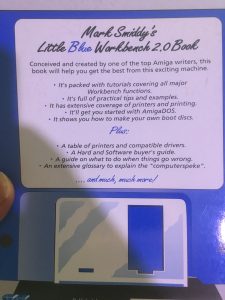 Mark Smiddy's
Little Blue Workbench 2.0 Book
Conceived and created by one of the top Amiga writers, this
book will help you get the best from this exciting machine.
• It's packed with tutorials covering all major
Workbench functions.
• It's full of practical tips and examples.
• It has extensive coverage of printers and printing.
• It'll get you started with AmigaDOS.
• It shows you how to make your own boot discs.
Plus:
• A table of printers and compatible drivers.
• A Hard and Software buyer's guide.
• A guide on what to do when things go wrong.
• An extensive glossary to explain the "computerspeke".
.... and much, much more!